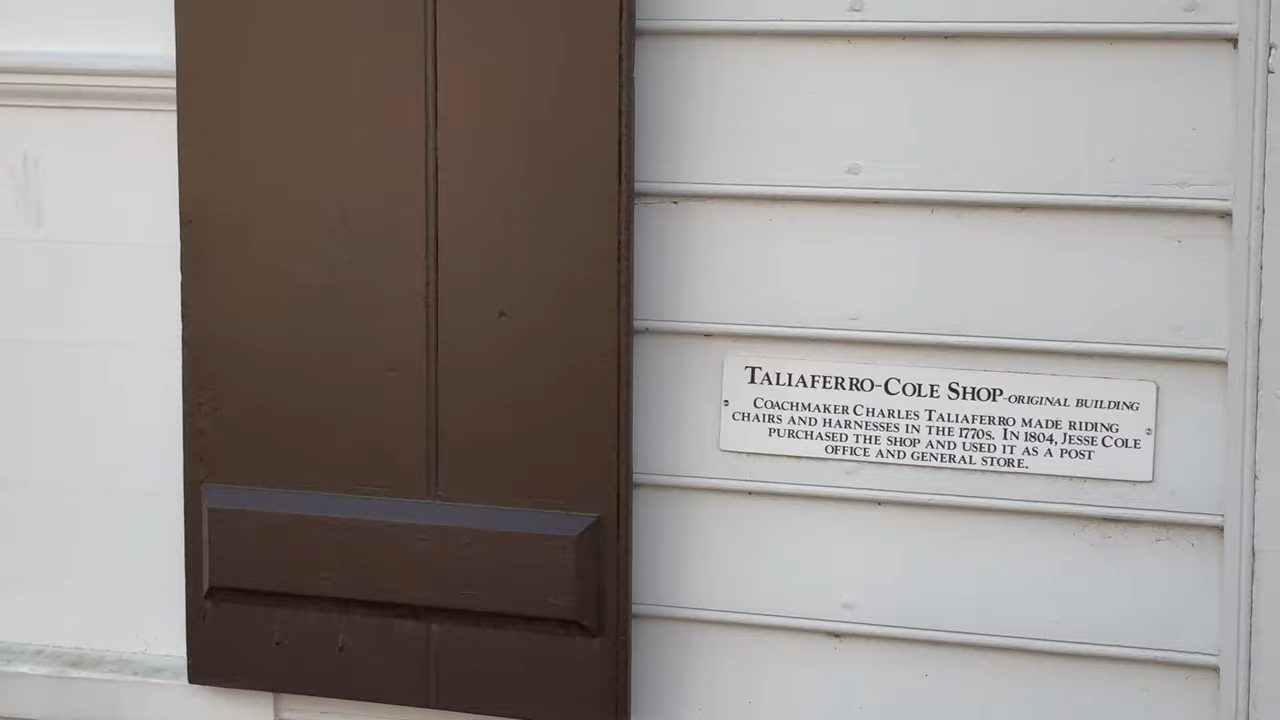 TALIAFERRO-COLE SHOP-ORIGINAL BUILDING
COACHMAKER CHARLES TALIAFERRO MADE RIDING
CHAIRS AND HARNESSES IN THE 1770S. IN 1804, JESSE COLE
PURCHASED THE SHOP AND USED IT AS A POST
OFFICE AND GENERAL STORE.